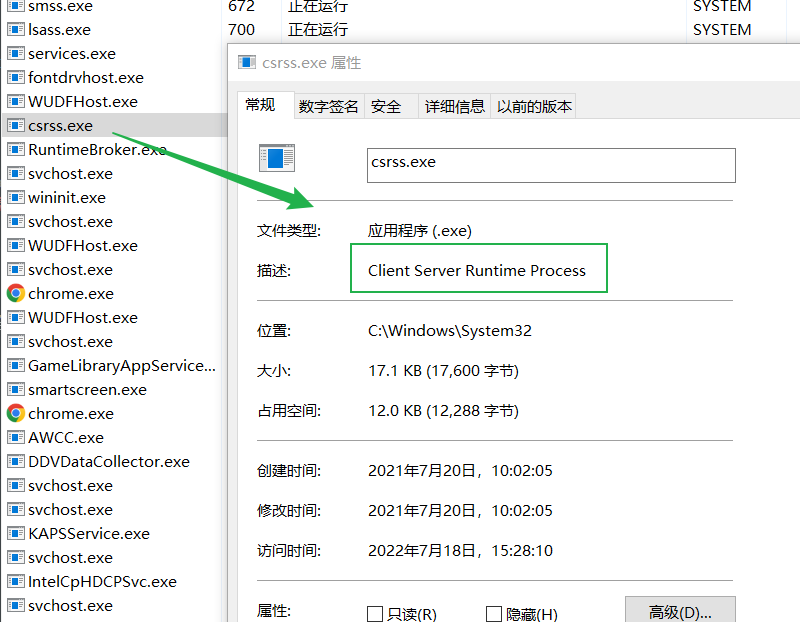 smss.exe 672 正在运行 SYSTEM
lsass.exe 700 正在运行 SYSTEM
services.exe
fontdrvhost.exe
WUDFHost.exe
csrss.exe
RuntimeBroker.exe
svchost.exe
wininit.exe
svchost.exe
WUDFHost.exe
svchost.exe
chrome.exe
WUDFHost.exe
svchost.exe
GameLibraryAppService...
smartscreen.exe
chrome.exe
AWCC.exe
DDVDataCollector.exe
svchost.exe
svchost.exe
KAPSService.exe
svchost.exe
IntelCpHDCPSvc.exe
svchost.exe
csrss.exe 属性
常规 数字签名 安全 详细信息 以前的版本
csrss.exe
文件类型: 应用程序 (.exe)
描述: Client Server Runtime Process
位置: C:\Windows\System32
大小: 17.1 KB (17,600 字节)
占用空间: 12.0 KB (12,288 字节)
创建时间: 2021年7月20日，10:02:05
修改时间: 2021年7月20日，10:02:05
访问时间: 2022年7月18日，15:28:10
属性: 只读(R) 隐藏(H) 高级(D)...